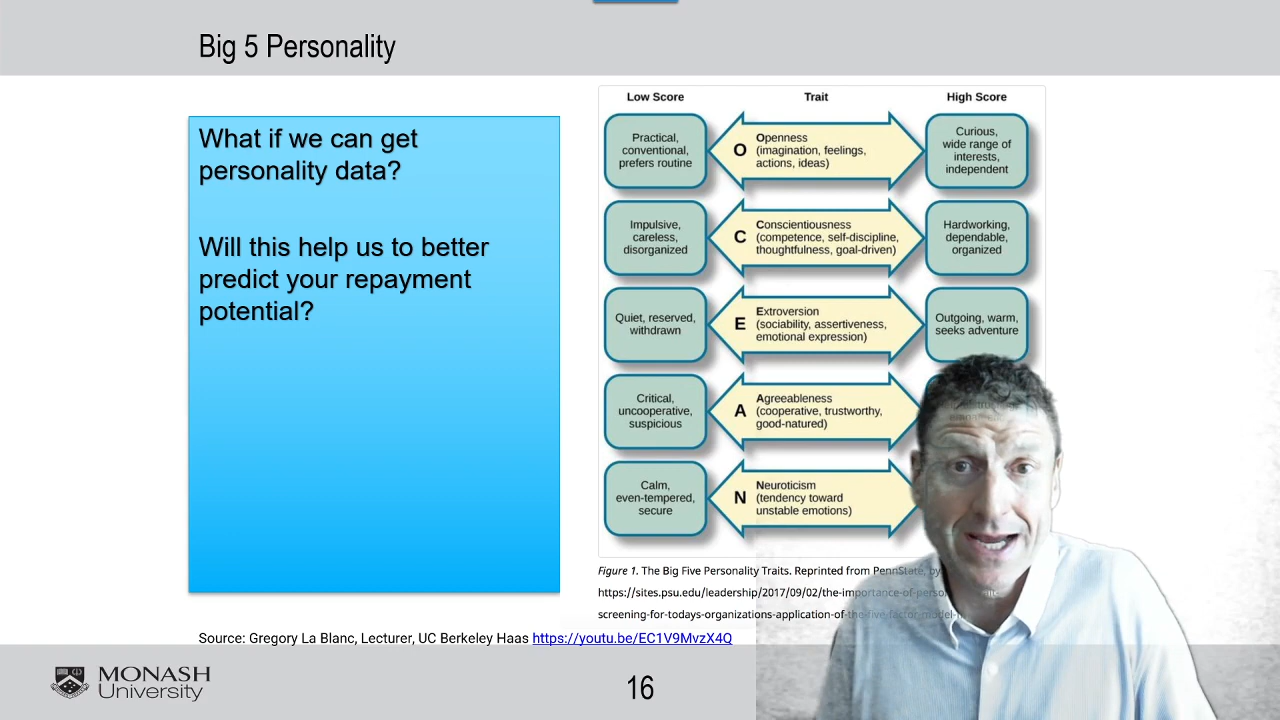 Big 5 Personality
What if we can get
personality data?
Will this help us to better
predict your repayment
potential?
Low Score
Trait
High Score
Practical,
conventional,
prefers routine
O
Openness
(imagination, feelings,
actions, ideas)
Curious,
wide range of
interests,
independent
Impulsive,
careless,
disorganized
C
Conscientiousness
(competence, self-discipline,
thoughtfulness, goal-driven)
Hardworking,
dependable,
organized
Quiet, reserved,
withdrawn
E
Extroversion
(sociability, assertiveness,
emotional expression)
Outgoing, warm,
seeks adventure
Critical,
uncooperative,
suspicious
A
Agreeableness
(cooperative, trustworthy,
good-natured)
Calm,
even-tempered,
secure
N
Neuroticism
(tendency toward
unstable emotions)
Figure 1. The Big Five Personality Traits. Reprinted from PennState, by
https://sites.psu.edu/leadership/2017/09/02/the-importance-of-perso
screening-for-todays-organizations-application-of-the-five-factor-model-
Source: Gregory La Blanc, Lecturer, UC Berkeley Haas https://youtu.be/EC1V9MvzX4Q
MONASH
University
16